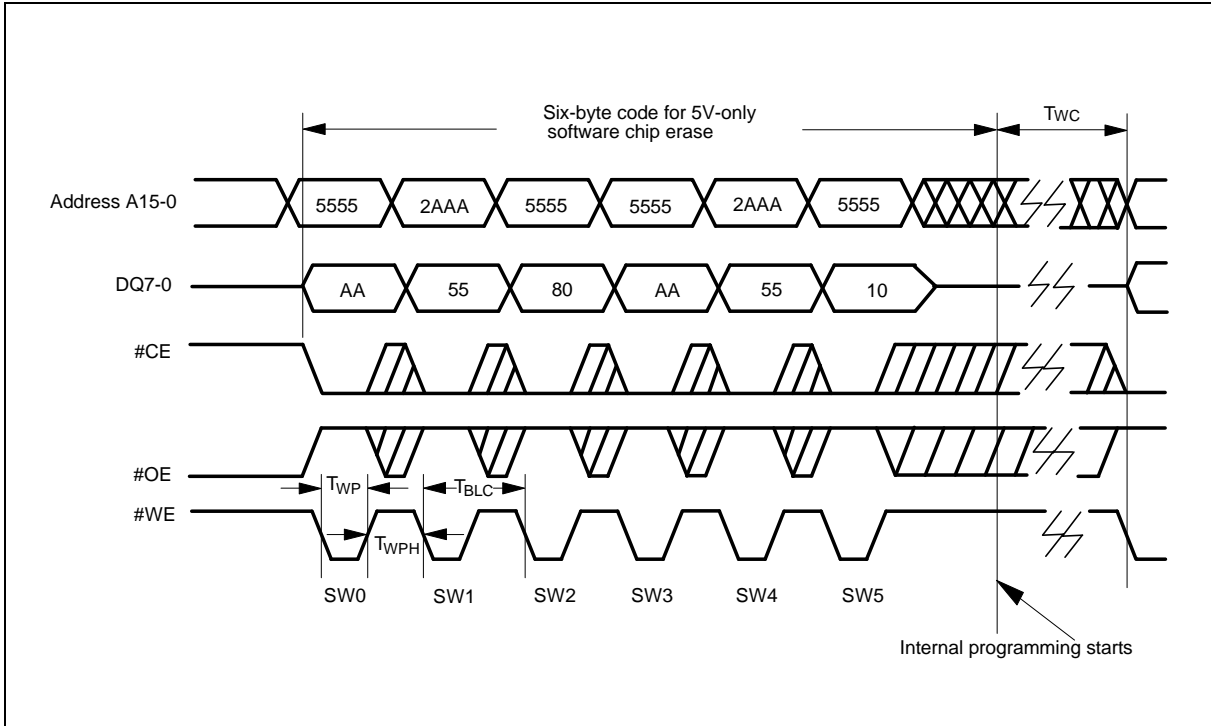 Six-byte code for 5V-only
software chip erase
TWC
Address A15-0
5555
2AAA
5555
5555
2AAA
5555
DQ7-0
AA
55
80
AA
55
10
#CE
#OE
TWP
TBLC
#WE
TWPH
SW0
SW1
SW2
SW3
SW4
SW5
Internal programming starts